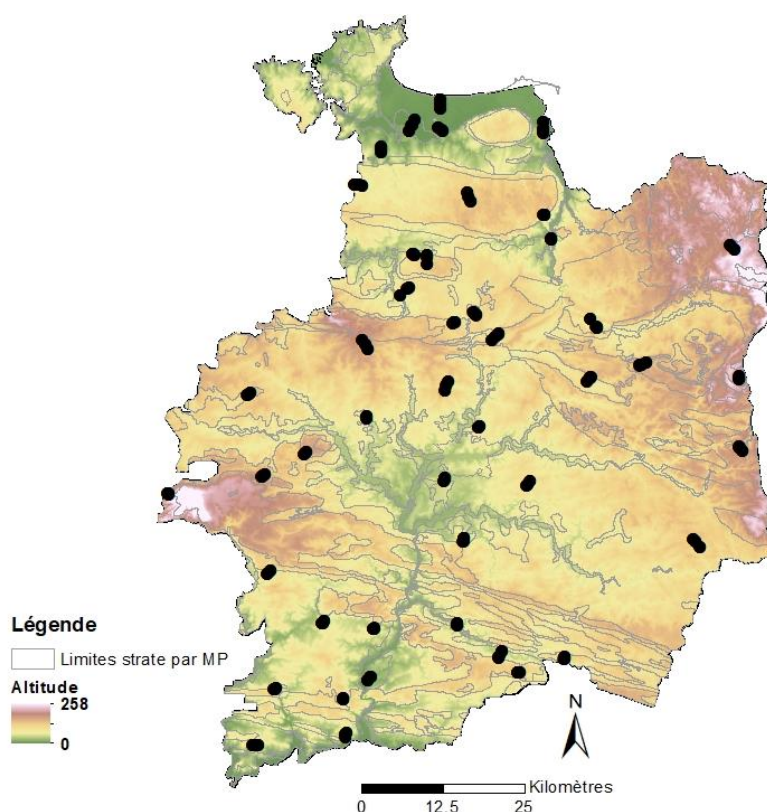 Légende
Limites strate par MP
Altitude
258
0
N
Kilomètres
0 12.5 25